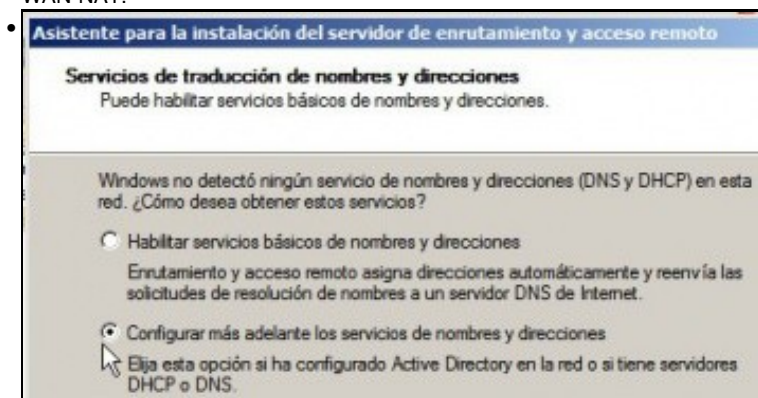 WAN NAT.
Asistente para la instalación del servidor de enrutamiento y acceso remoto
Servicios de traducción de nombres y direcciones
Puede habilitar servicios básicos de nombres y direcciones.
Windows no detectó ningún servicio de nombres y direcciones (DNS y DHCP) en esta
red. ¿Cómo desea obtener estos servicios?
Habilitar servicios básicos de nombres y direcciones
Enrutamiento y acceso remoto asigna direcciones automáticamente y reenvía las
solicitudes de resolución de nombres a un servidor DNS de Internet.
Configurar más adelante los servicios de nombres y direcciones
Elija esta opción si ha configurado Active Directory en la red o si tiene servidores
DHCP o DNS.